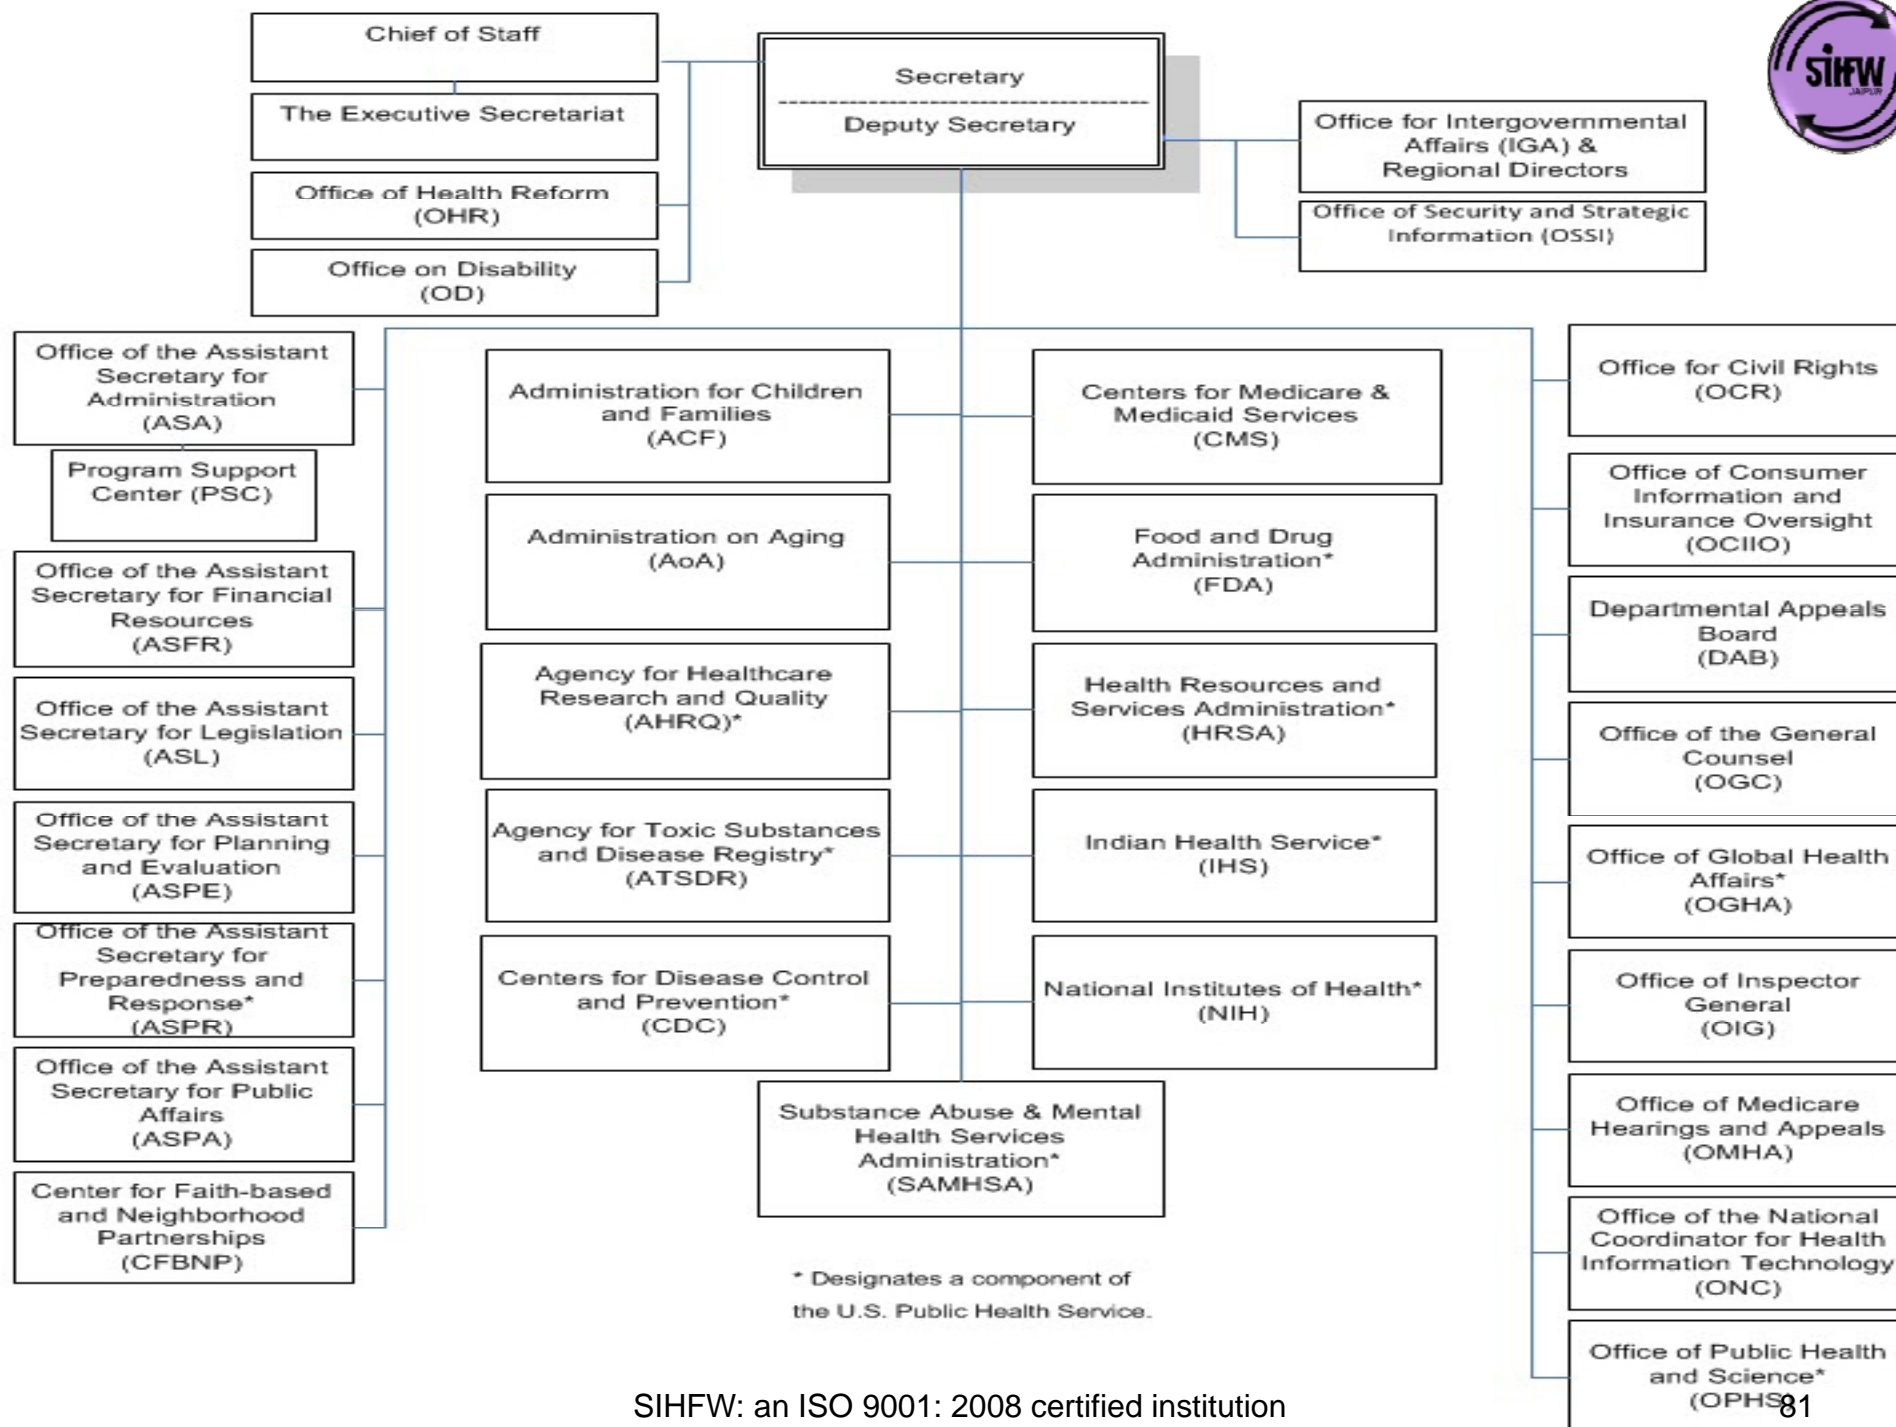 Chief of Staff
The Executive Secretariat
Office of Health Reform
(OHR)
Office on Disability
(OD)
Secretary
Deputy Secretary
Office for Intergovernmental
Affairs (IGA) &
Regional Directors
Office of Security and Strategic
Information (OSSI)
SIHFW
JAIPUR
Office of the Assistant
Secretary for
Administration
(ASA)
Program Support
Center (PSC)
Office of the Assistant
Secretary for Financial
Resources
(ASFR)
Office of the Assistant
Secretary for Legislation
(ASL)
Office of the Assistant
Secretary for Planning
and Evaluation
(ASPE)
Office of the Assistant
Secretary for
Preparedness and
Response*
(ASPR)
Office of the Assistant
Secretary for Public
Affairs
(ASPA)
Center for Faith-based
and Neighborhood
Partnerships
(CFBNP)
Administration for Children
and Families
(ACF)
Administration on Aging
(AoA)
Agency for Healthcare
Research and Quality
(AHRQ)*
Agency for Toxic Substances
and Disease Registry*
(ATSDR)
Centers for Disease Control
and Prevention*
(CDC)
Centers for Medicare &
Medicaid Services
(CMS)
Food and Drug
Administration*
(FDA)
Health Resources and
Services Administration*
(HRSA)
Indian Health Service*
(IHS)
National Institutes of Health*
(NIH)
Substance Abuse & Mental
Health Services
Administration*
(SAMHSA)
* Designates a component of
the U.S. Public Health Service.
Office for Civil Rights
(OCR)
Office of Consumer
Information and
Insurance Oversight
(OCIIO)
Departmental Appeals
Board
(DAB)
Office of the General
Counsel
(OGC)
Office of Global Health
Affairs*
(OGHA)
Office of Inspector
General
(OIG)
Office of Medicare
Hearings and Appeals
(OMHA)
Office of the National
Coordinator for Health
Information Technology
(ONC)
Office of Public Health
and Science*
(OPHS)
SIHFW: an ISO 9001: 2008 certified institution
81